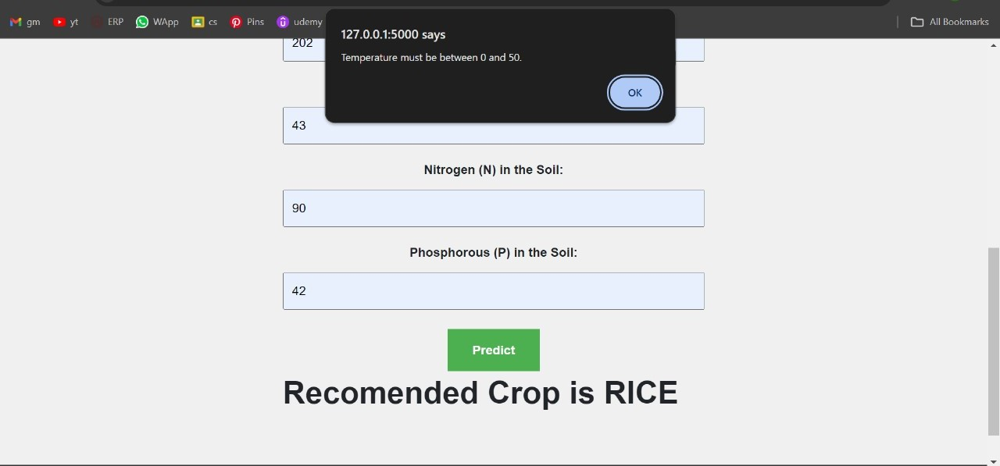 gm yt ERP WApp cs Pins udemy All Bookmarks
127.0.0.1:5000 says
Temperature must be between 0 and 50.
OK
202
43
Nitrogen (N) in the Soil:
90
Phosphorous (P) in the Soil:
42
Predict
Recomended Crop is RICE